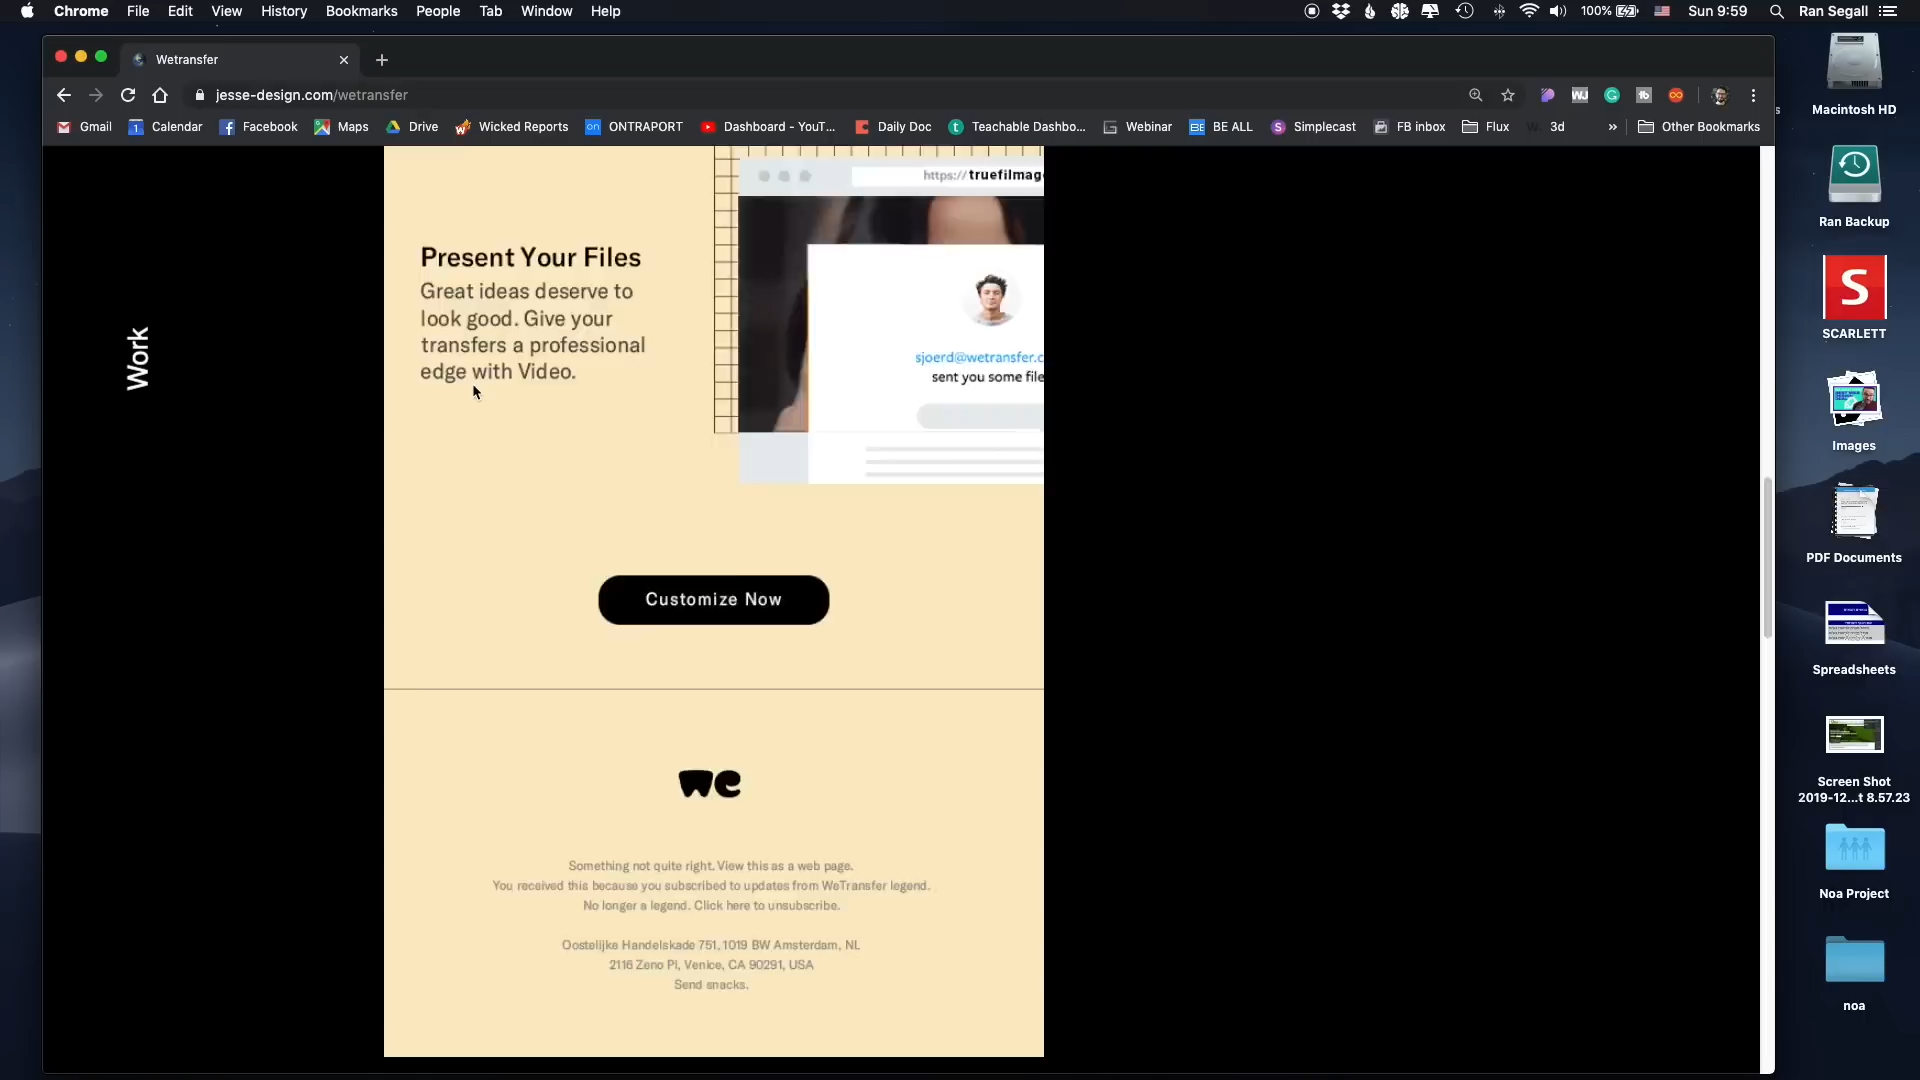 Chrome File Edit View History Bookmarks People Tab Window Help
100% Sun 9:59 Ran Segall
Wetransfer
jesse-design.com/wetransfer
Gmail Calendar Facebook Maps Drive Wicked Reports ONTRAPORT Dashboard - YouT... Daily Doc Teachable Dashbo... Webinar BE ALL Simplecast FB inbox Flux 3d » Other Bookmarks
Work
Present Your Files
Great ideas deserve to
look good. Give your
transfers a professional
edge with Video.
https://truefilmag
sjoerd@wetransfer.c
sent you some file
Customize Now
we
Something not quite right. View this as a web page.
You received this because you subscribed to updates from WeTransfer legend.
No longer a legend. Click here to unsubscribe.
Oostelijke Handelskade 751, 1019 BW Amsterdam, NL
2116 Zeno Pl, Venice, CA 90291, USA
Send snacks.
Macintosh HD
Ran Backup
S
SCARLETT
Images
PDF Documents
Spreadsheets
Screen Shot
2019-12...t 8.57.23
Noa Project
noa